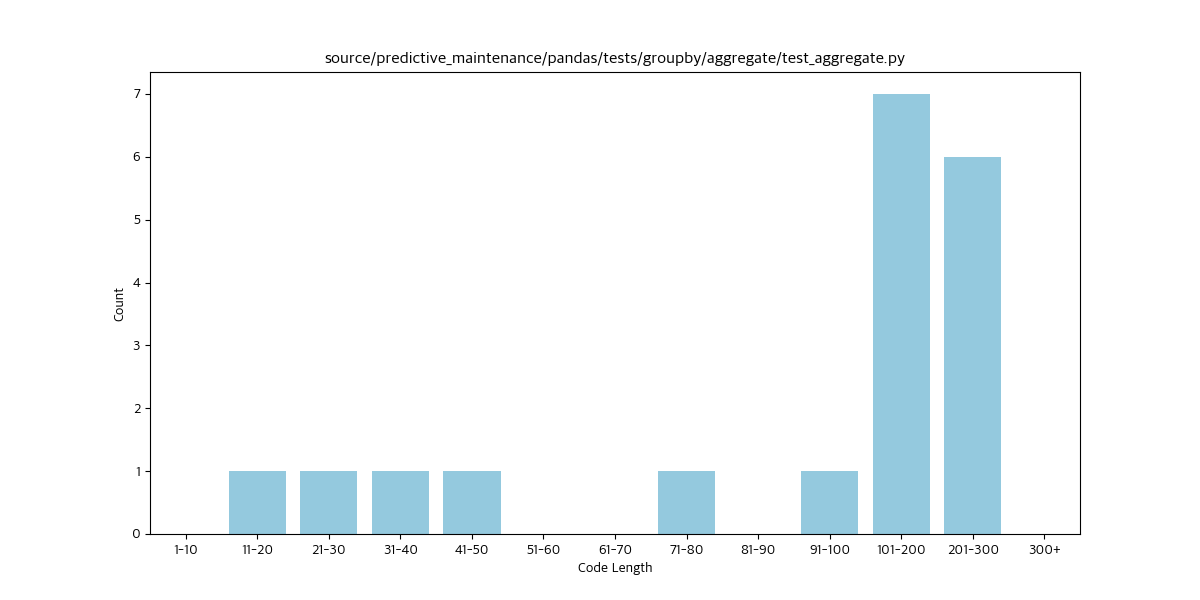 source/predictive_maintenance/pandas/tests/groupby/aggregate/test_aggregate.py
7
6
5
4
3
2
1
0
Count
1-10 11-20 21-30 31-40 41-50 51-60 61-70 71-80 81-90 91-100 101-200 201-300 300+
Code Length